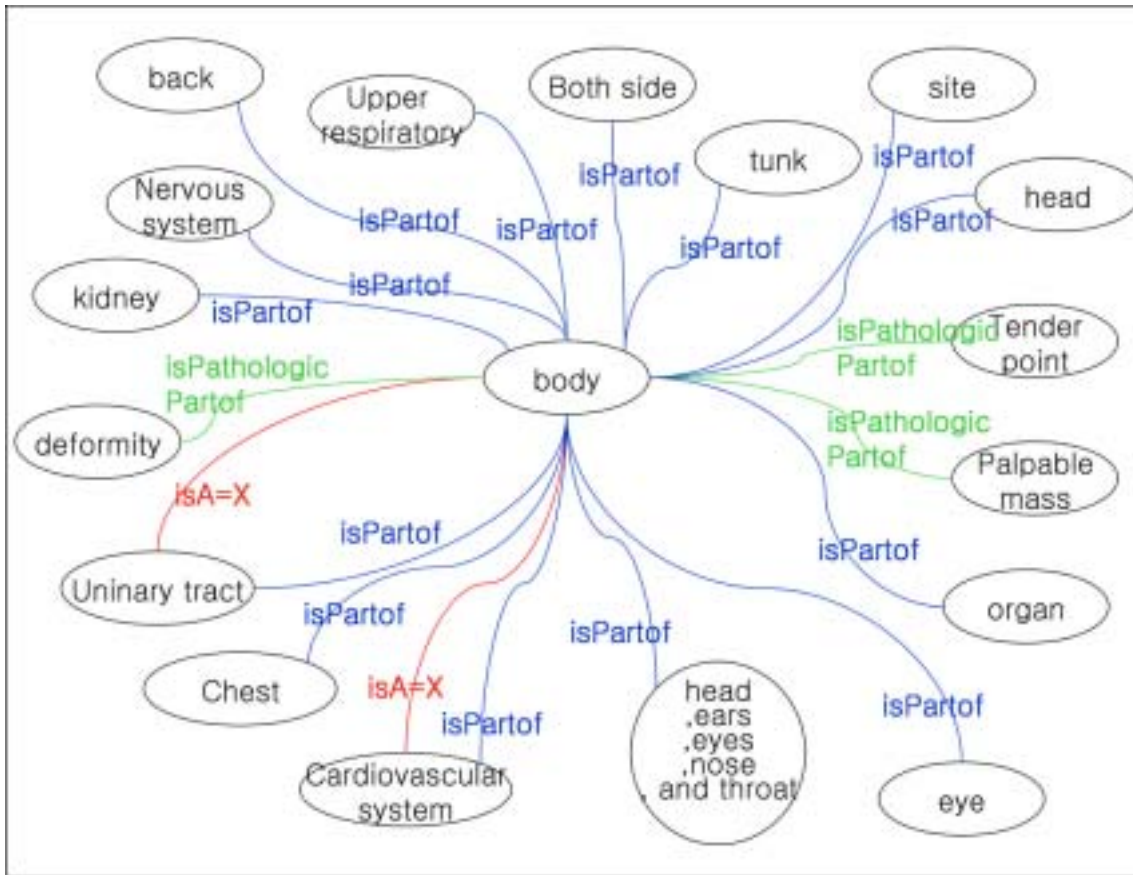 back
Upper
respiratory
Both side
site
tunk
head
Nervous
system
isPartof
isPartof
isPartof
isPartof
isPartof
isPartof
isPartof
kidney
isPartof
isPathologic
Partof
Tender
point
isPathologic
Partof
body
deformity
isPathologic
Partof
Palpable
mass
isA=X
isPartof
isPartof
Uninary tract
organ
isPartof
isPartof
Chest
isA=X
isPartof
isPartof
head
,ears
,eyes
,nose
, and throat
Cardiovascular
system
eye